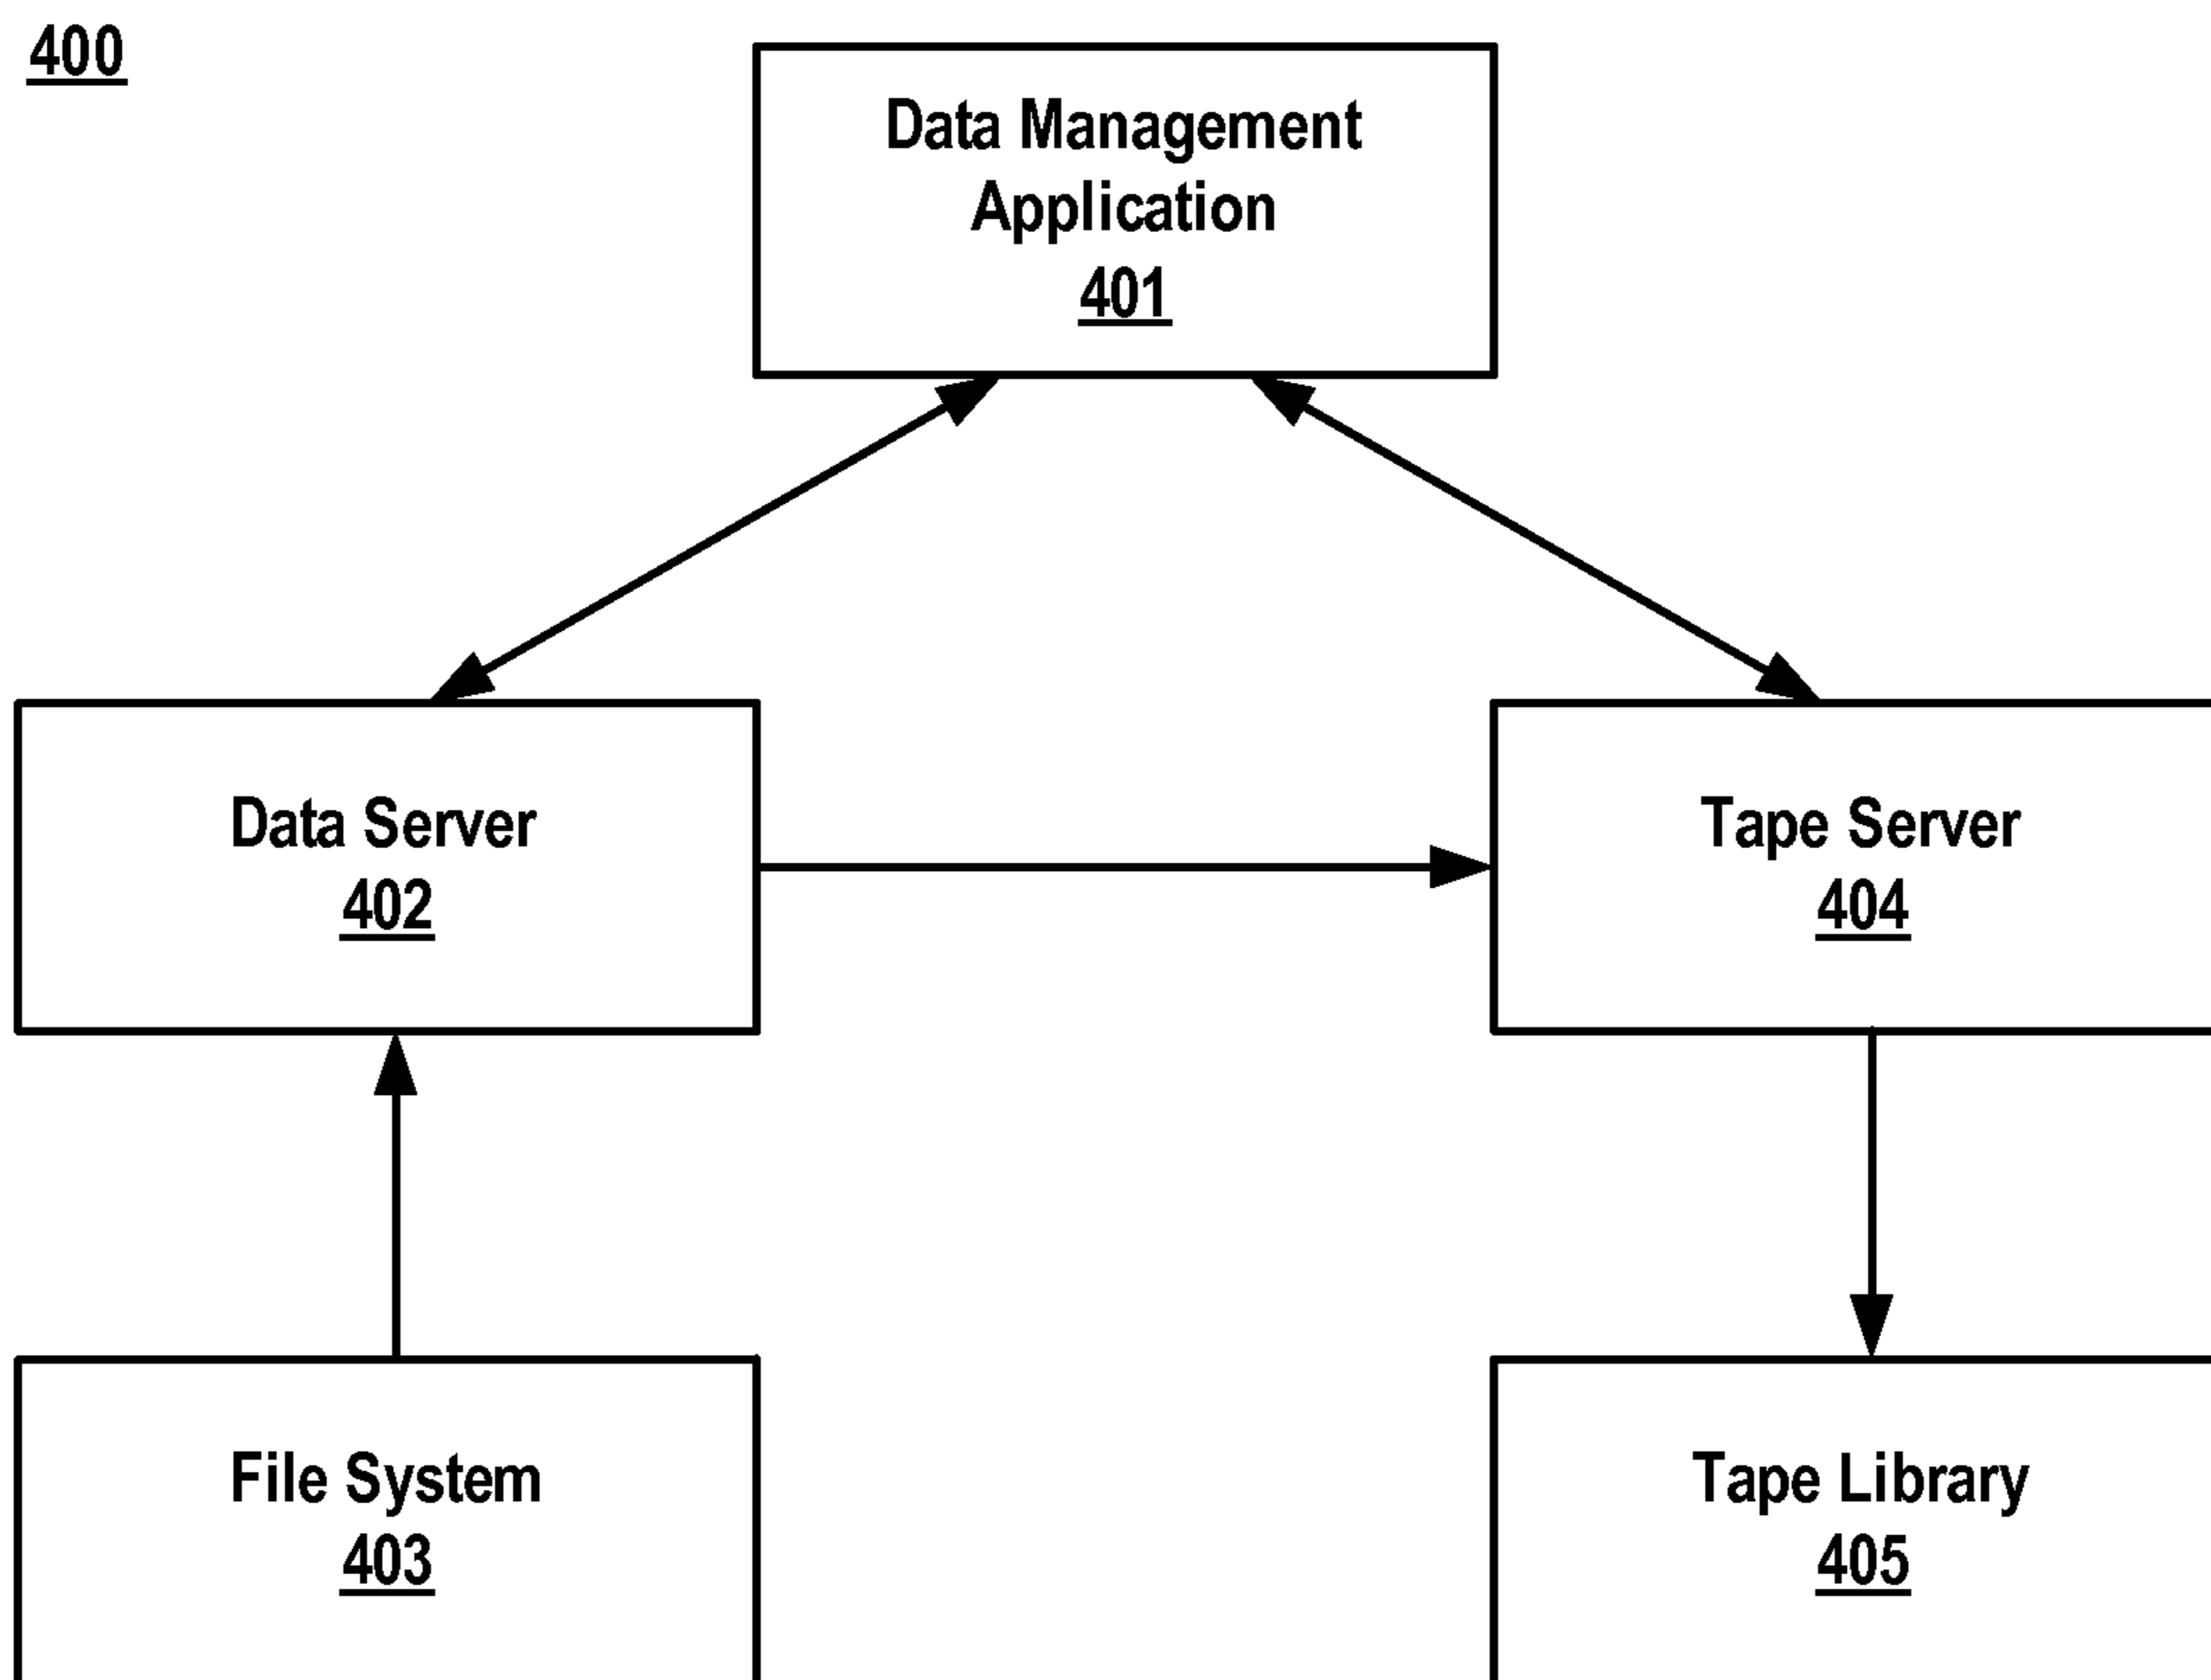 400
Data Management
Application
401
Data Server
402
Tape Server
404
File System
403
Tape Library
405